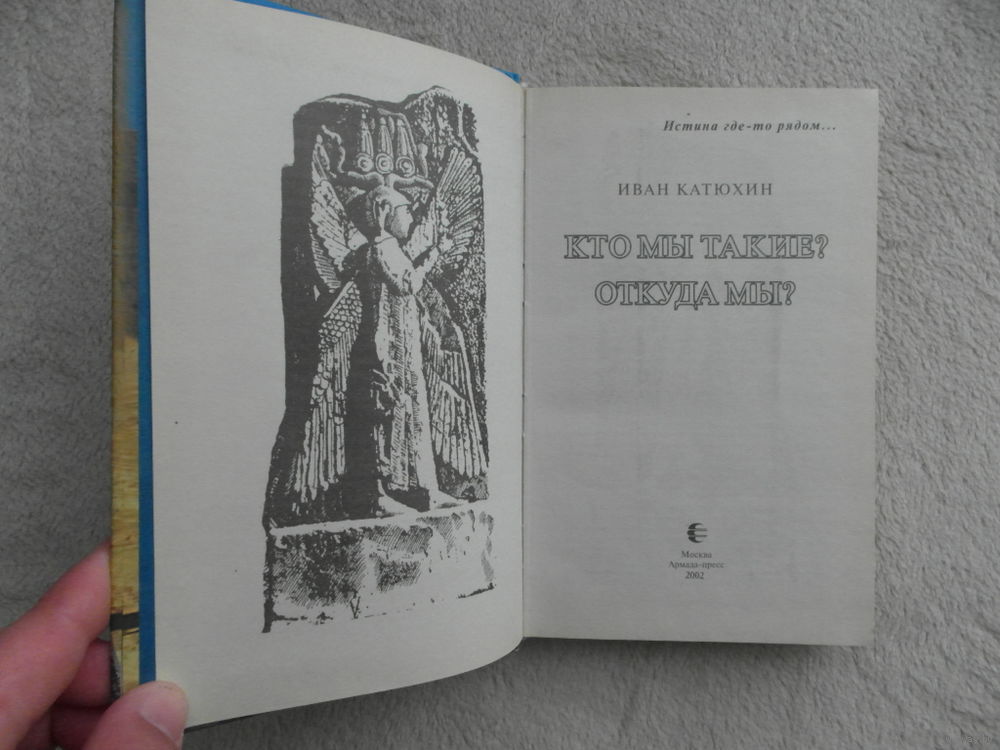 Истина где-то рядом...
ИВАН КАТЮХИН
КТО МЫ ТАКИЕ?
ОТКУДА МЫ?
Москва
Армада-пресс
2002